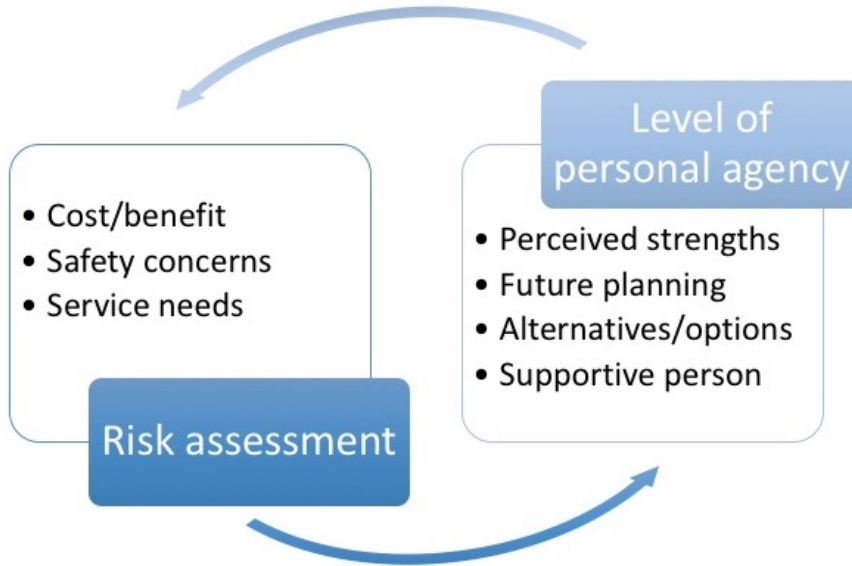 • Cost/benefit
• Safety concerns
• Service needs
Risk assessment
Level of
personal agency
• Perceived strengths
• Future planning
• Alternatives/options
• Supportive person